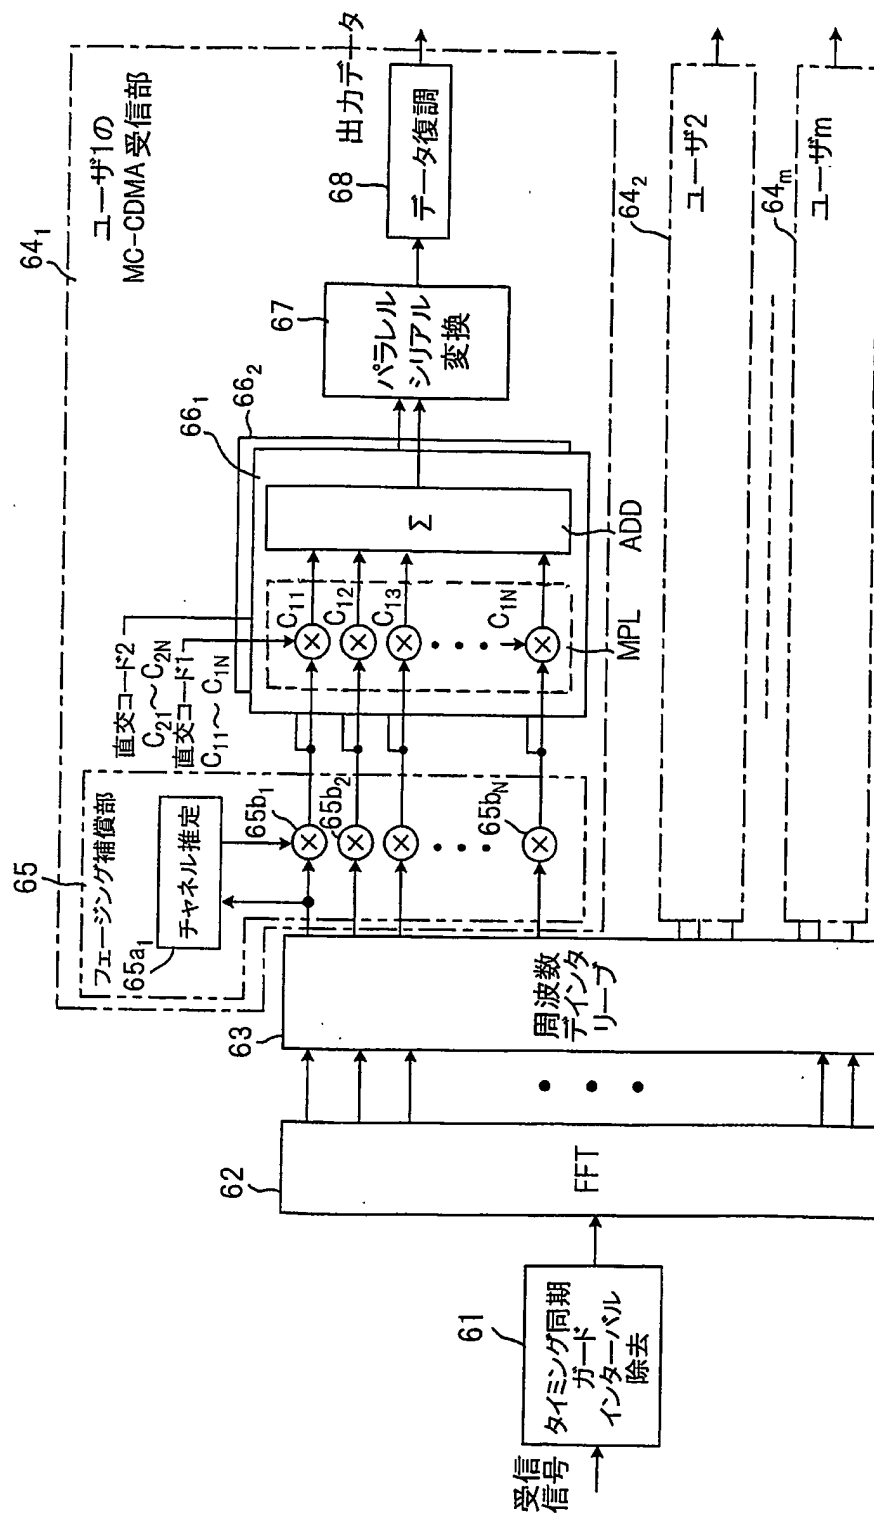 受信
信号
61
タイミング同期
ガード
インターバル
除去
62
FFT
63
周波数
デインタ
リーブ
64₁
ユーザ1の
MC-CDMA 受信部
65
フェージング補償部
65a₁
チャネル推定
65b₁
65b₂
65b_N
直交コード2
C₂₁～C₂N
直交コード1
C₁₁～C₁N
66₁
66₂
C₁₁
C₁₂
C₁₃
C₁N
MPL
Σ
ADD
67
パラレル
シリアル
変換
68
データ復調
出力データ
64₂
ユーザ2
64m
ユーザm